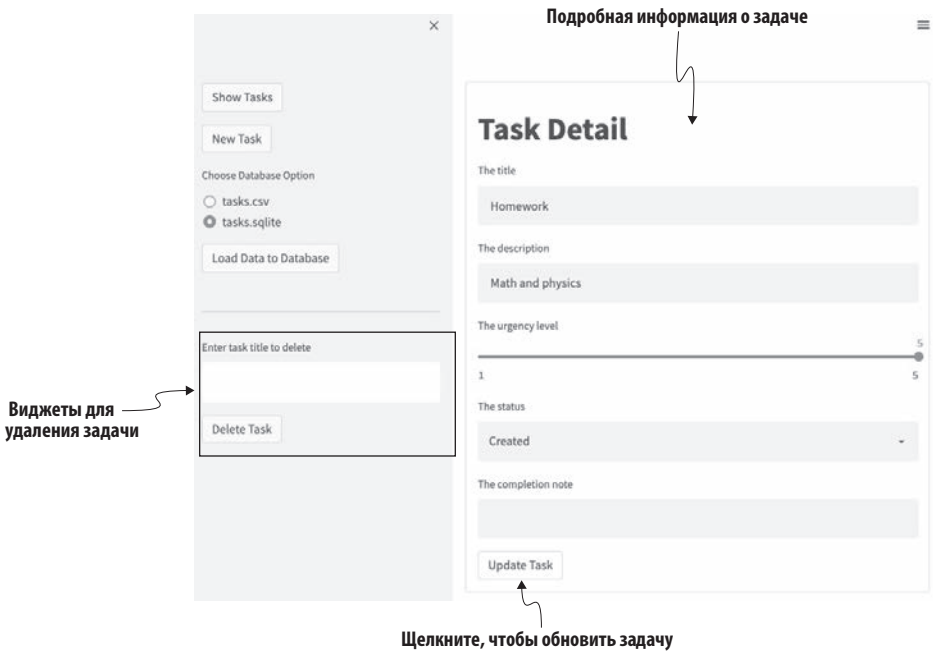 Подробная информация о задаче
Show Tasks
New Task
Choose Database Option
tasks.csv
tasks.sqlite
Load Data to Database
Enter task title to delete
Delete Task
Виджеты для
удаления задачи
Task Detail
The title
Homework
The description
Math and physics
The urgency level
5
1 5
The status
Created
The completion note
Update Task
Щелкните, чтобы обновить задачу